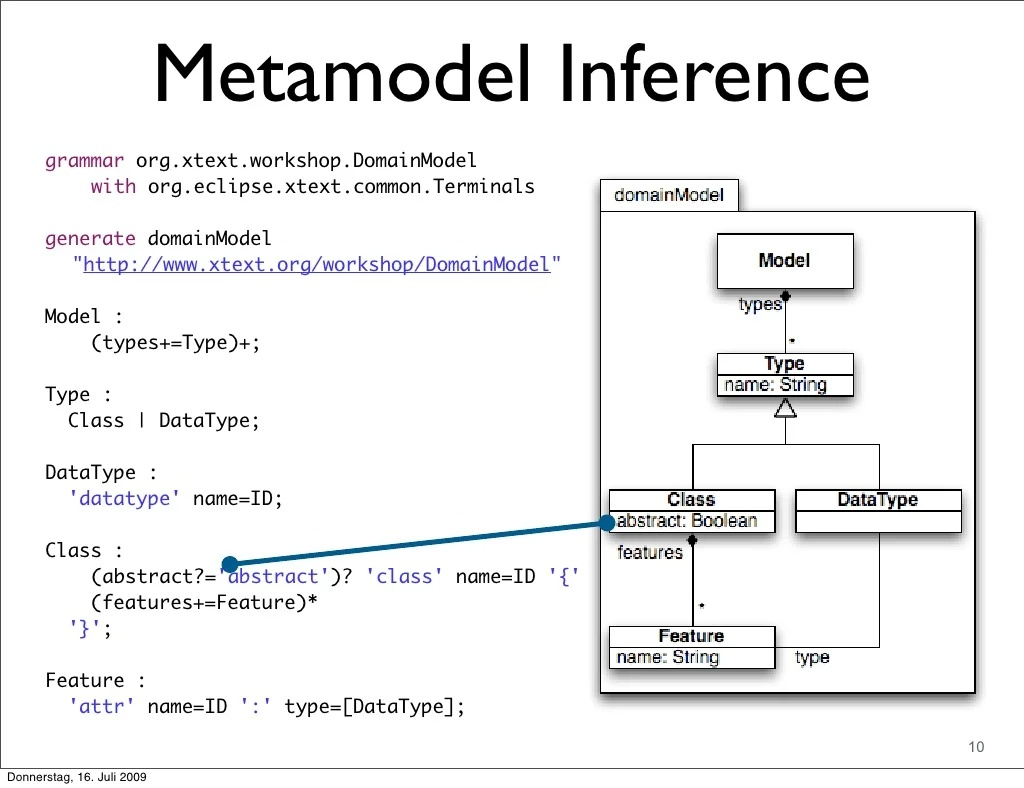 Metamodel Inference
grammar org.xtext.workshop.DomainModel
with org.eclipse.xtext.common.Terminals
generate domainModel
"http://www.xtext.org/workshop/DomainModel"
Model :
(types+=Type)+;
Type :
Class | DataType;
DataType :
'datatype' name=ID;
Class :
(abstract?='abstract')? 'class' name=ID '{'
(features+=Feature)*
'}';
Feature :
'attr' name=ID ':' type=[DataType];
domainModel
Model
types
*
Type
name: String
Class
DataType
abstract: Boolean
features
*
Feature
name: String
type
10
Donnerstag, 16. Juli 2009